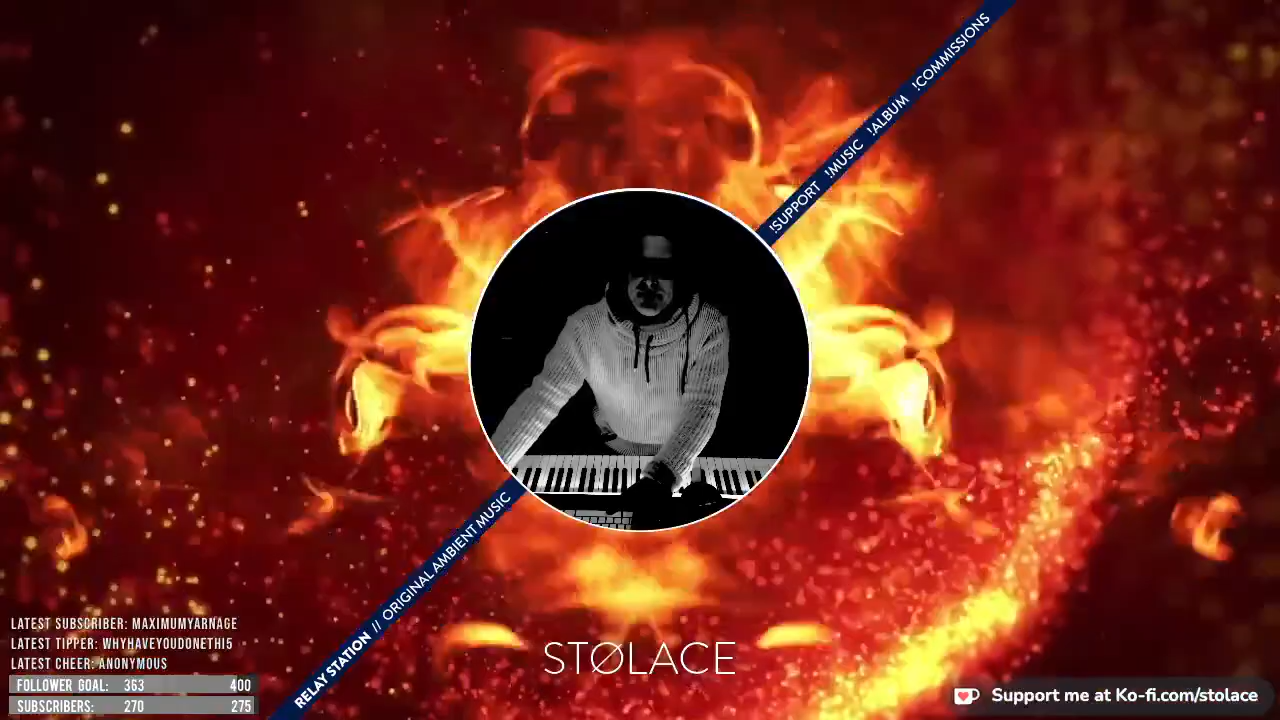 !SUPPORT !MUSIC !ALBUM !COMMISSIONS
RELAY STATION // ORIGINAL AMBIENT MUSIC
LATEST SUBSCRIBER: MAXIMUMYARNAGE
LATEST TIPPER: WHYHAVEYOUDONETHI5
LATEST CHEER: ANONYMOUS
FOLLOWER GOAL: 363 400
SUBSCRIBERS: 270 275
STØLACE
Support me at Ko-fi.com/stolace